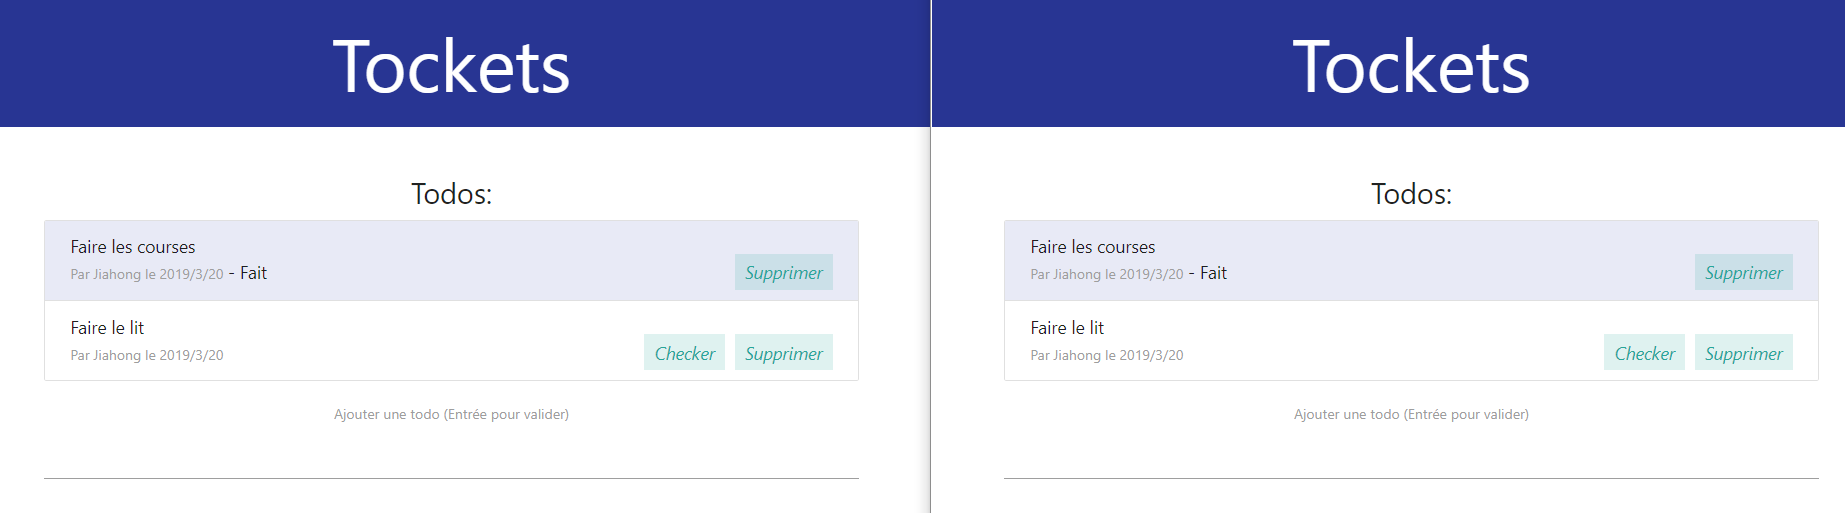 Tockets
Todos:
Faire les courses
Par Jiahong le 2019/3/20 - Fait
Supprimer
Faire le lit
Par Jiahong le 2019/3/20
Checker Supprimer
Ajouter une todo (Entrée pour valider)
Tockets
Todos:
Faire les courses
Par Jiahong le 2019/3/20 - Fait
Supprimer
Faire le lit
Par Jiahong le 2019/3/20
Checker Supprimer
Ajouter une todo (Entrée pour valider)